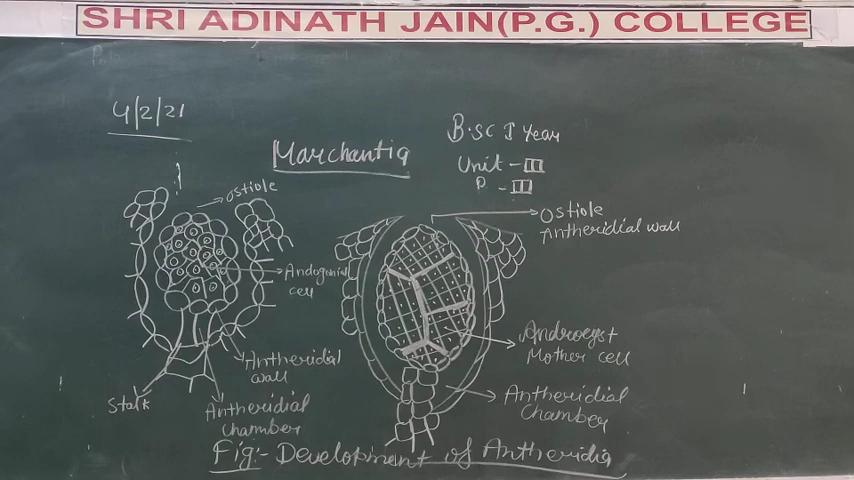 SHRI ADINATH JAIN(P.G.) COLLEGE
4/2/21
Marchantia
B.SC I Year
Unit - III
P - III
Ostiole
Androgonial
cell
Antheridial
wall
Stalk
Antheridial
chamber
Ostiole
Antheridial wall
Androcyst
Mother cell
Antheridial
Chamber
Fig:- Development of Antheridia